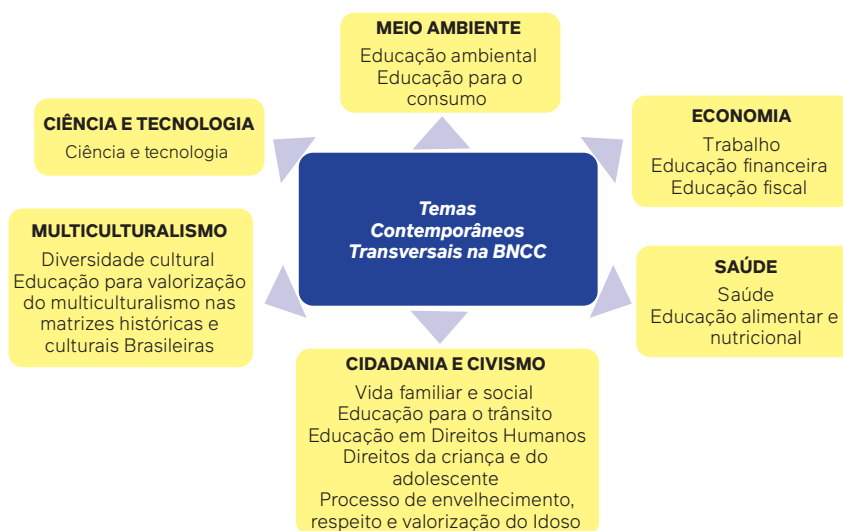 MEIO AMBIENTE
Educação ambiental
Educação para o
consumo
CIÊNCIA E TECNOLOGIA
Ciência e tecnologia
ECONOMIA
Trabalho
Educação financeira
Educação fiscal
Temas
Contemporâneos
Transversais na BNCC
MULTICULTURALISMO
Diversidade cultural
Educação para valorização
do multiculturalismo nas
matrizes históricas e
culturais Brasileiras
SAÚDE
Saúde
Educação alimentar e
nutricional
CIDADANIA E CIVISMO
Vida familiar e social
Educação para o trânsito
Educação em Direitos Humanos
Direitos da criança e do
adolescente
Processo de envelhecimento,
respeito e valorização do Idoso